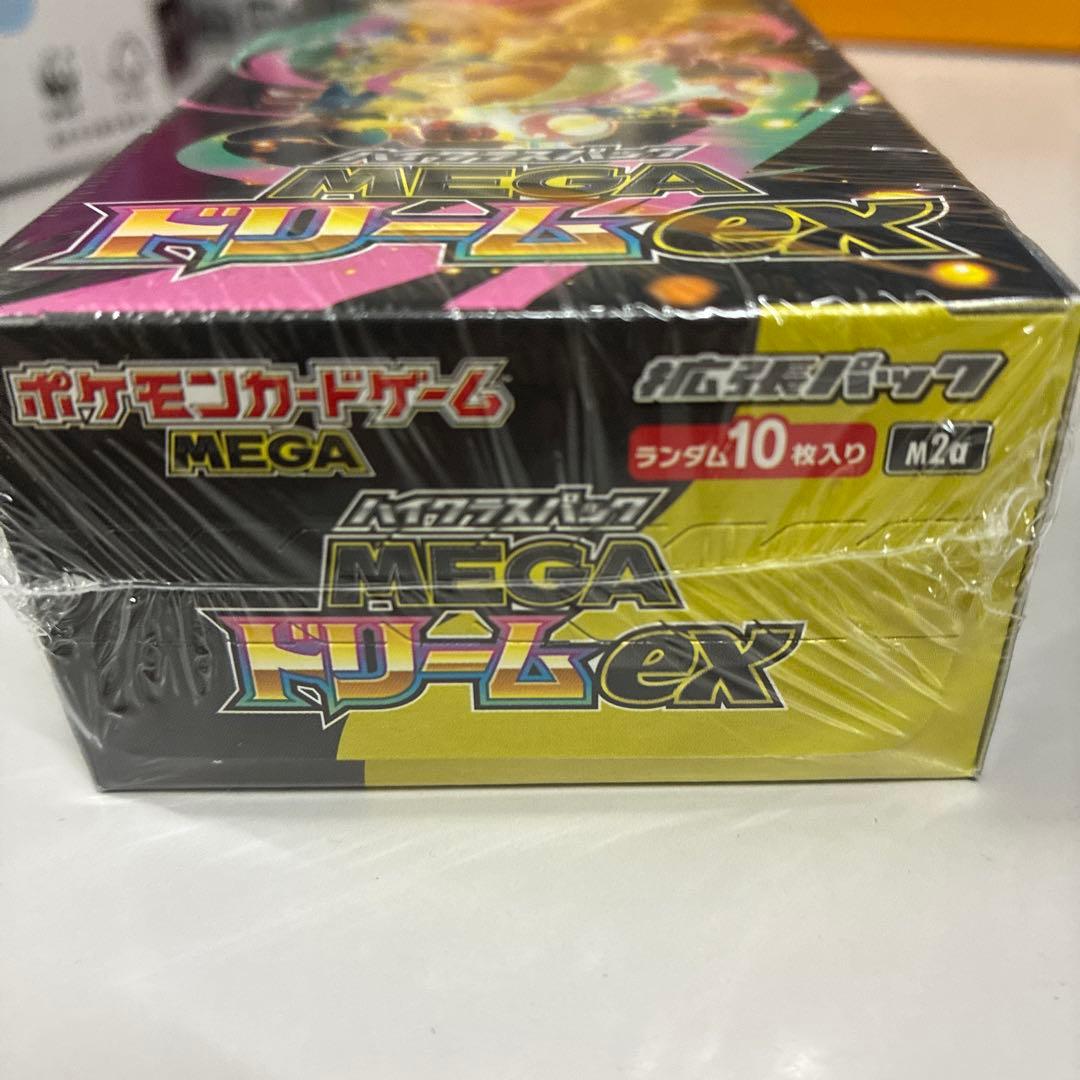 ハイクラスパック
MEGA
ドリームex
ポケモンカードゲーム
MEGA
拡張パック
ランダム10枚入り
M2a
ハイクラスパック
MEGA
ドリームex